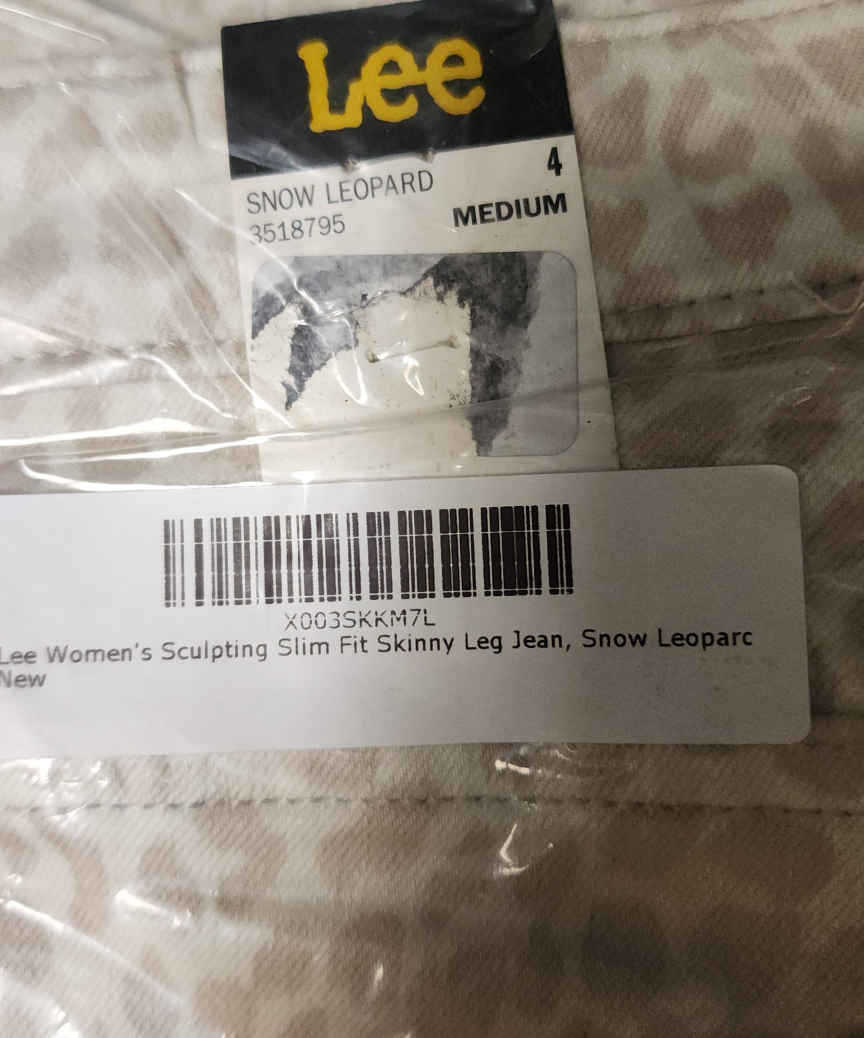 Lee
4
SNOW LEOPARD
MEDIUM
3518795
X003SKKM7L
Lee Women's Sculpting Slim Fit Skinny Leg Jean, Snow Leoparc
New